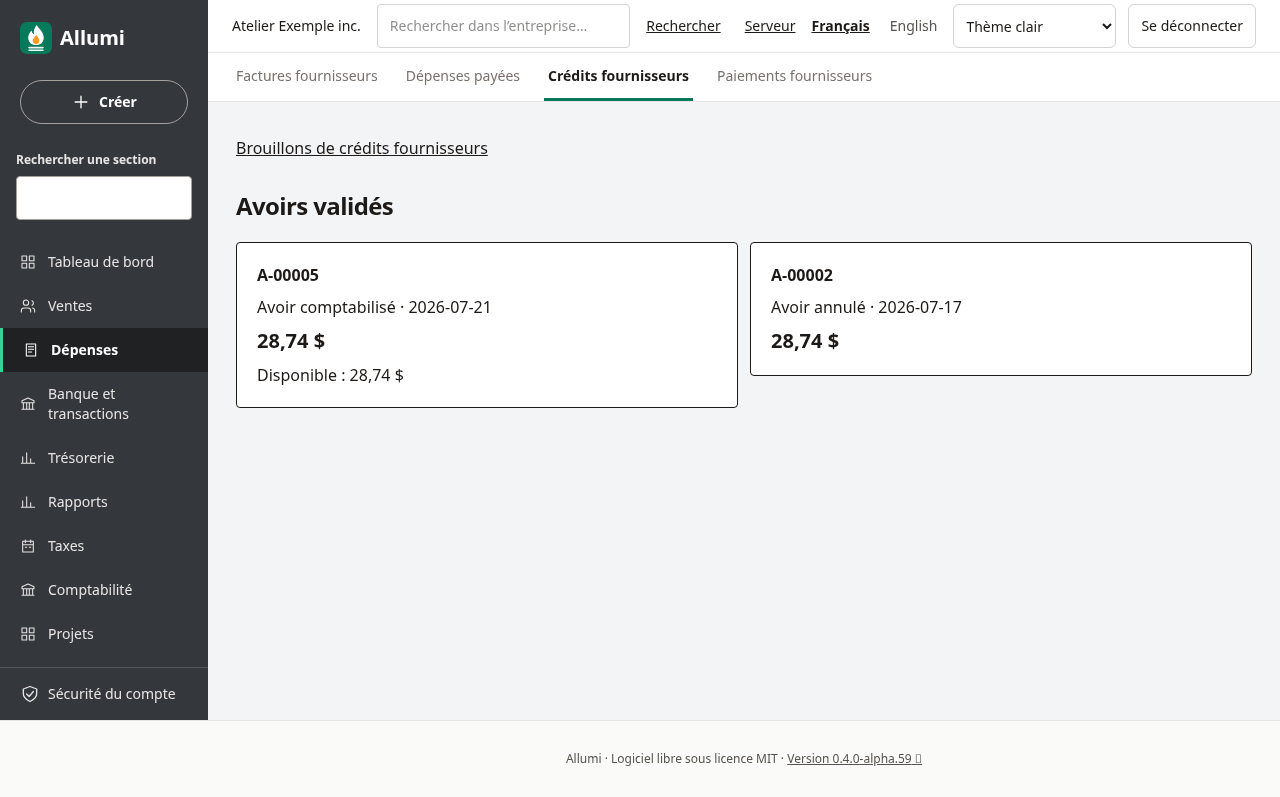 Allumi
Créer
Rechercher une section
Tableau de bord
Ventes
Dépenses
Banque et
transactions
Trésorerie
Rapports
Taxes
Comptabilité
Projets
Sécurité du compte
Atelier Exemple inc.
Rechercher dans l’entreprise…
Rechercher
Serveur
Français
English
Thème clair
Se déconnecter
Factures fournisseurs
Dépenses payées
Crédits fournisseurs
Paiements fournisseurs
Brouillons de crédits fournisseurs
Avoirs validés
A-00005
Avoir comptabilisé · 2026-07-21
28,74 $
Disponible : 28,74 $
A-00002
Avoir annulé · 2026-07-17
28,74 $
Allumi · Logiciel libre sous licence MIT · Version 0.4.0-alpha.59